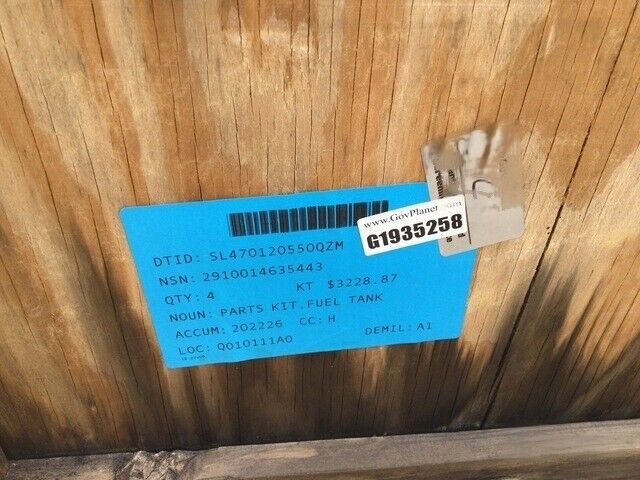 www.GovPlanet
G1935258
DTID: SL470120550QZM
NSN: 2910014635443
QTY: 4 KT $3228.87
NOUN: PARTS KIT,FUEL TANK
ACCUM: 202226 CC: H
LOC: Q010111A0 DEMIL: A1